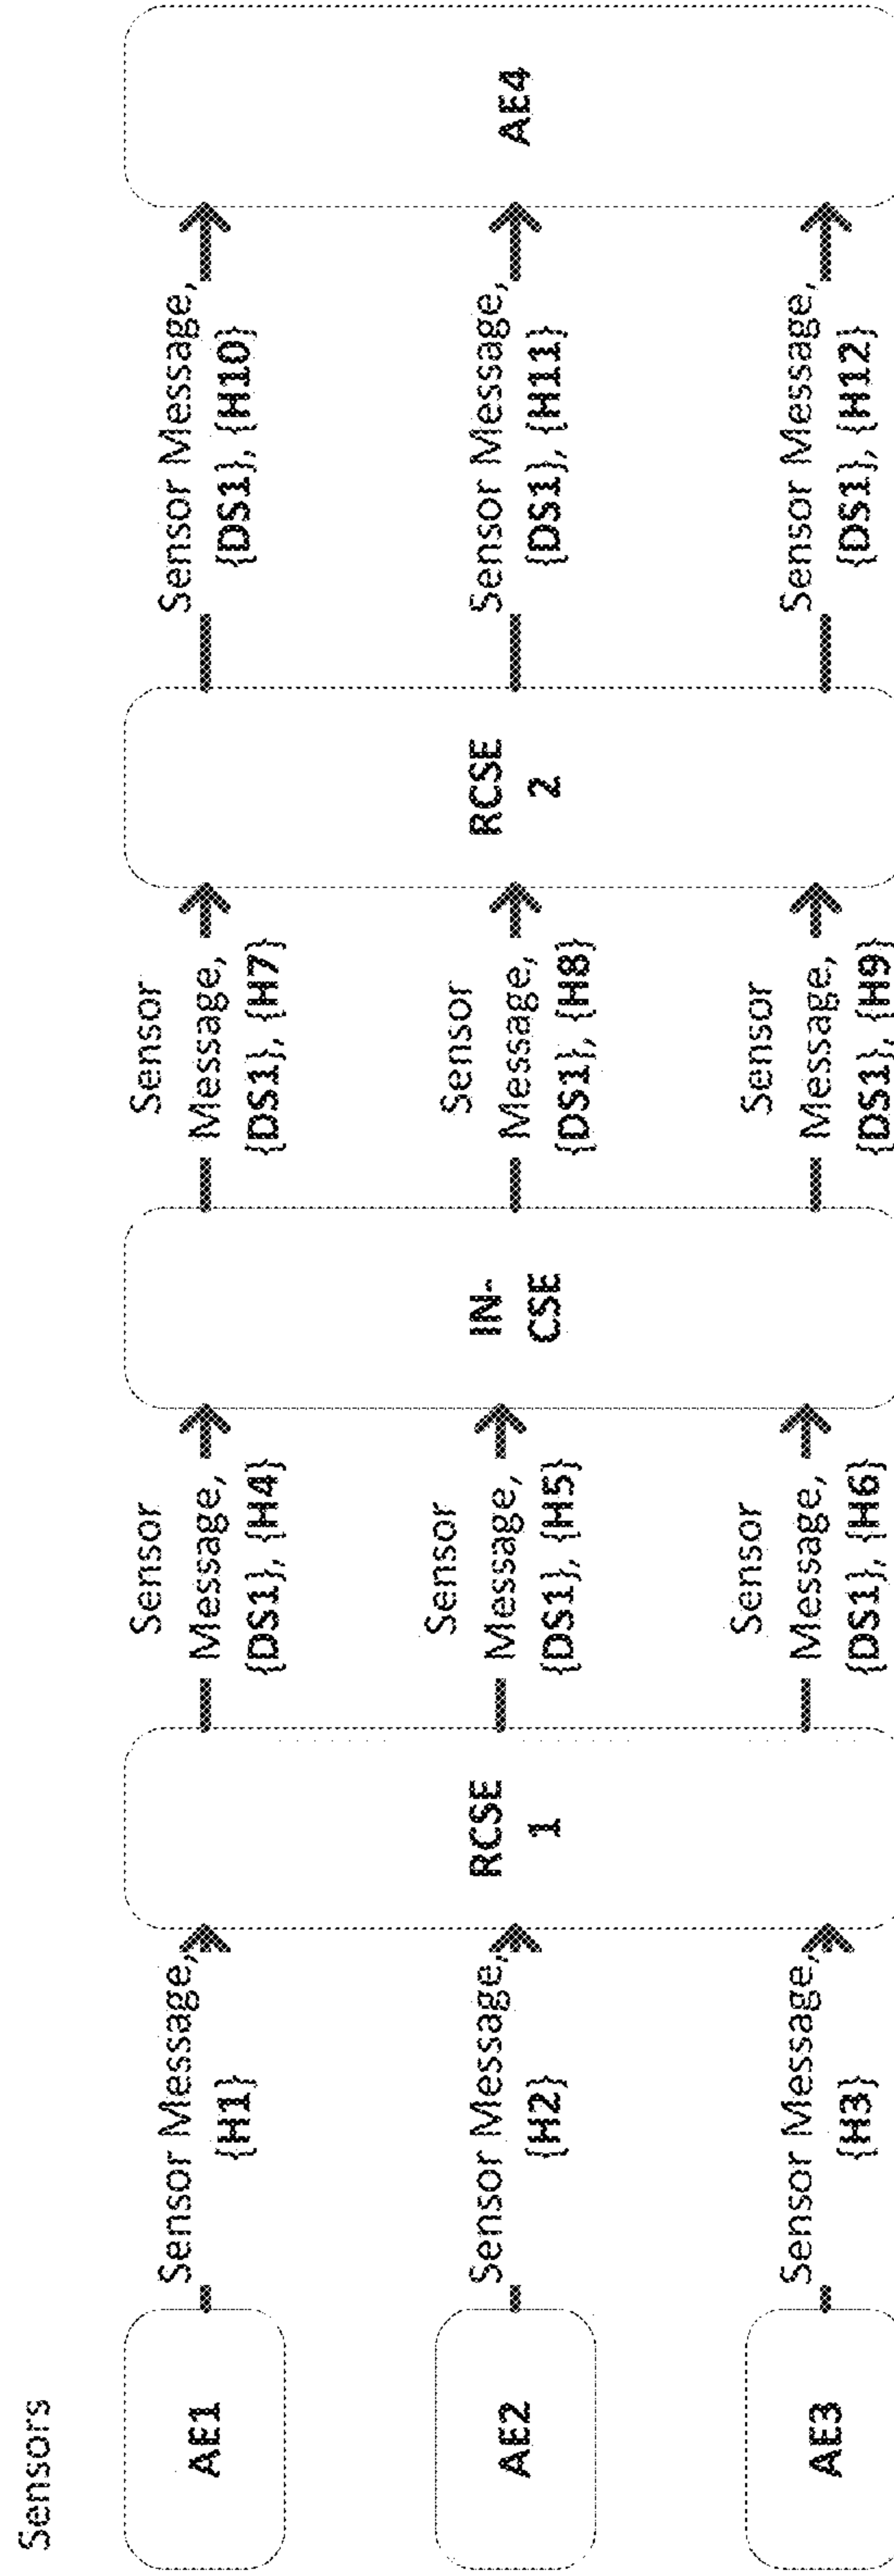 Sensors
AE1
Sensor Message,
{H1}
AE2
Sensor Message,
{H2}
AE3
Sensor Message,
{H3}
RCSE
1
Sensor
Message,
{DS1}, {H4}
Sensor
Message,
{DS1}, {H5}
Sensor
Message,
{DS1}, {H6}
IN-
CSE
Sensor
Message,
{DS1}, {H7}
Sensor
Message,
{DS1}, {H8}
Sensor
Message,
{DS1}, {H9}
RCSE
2
Sensor Message,
{DS1}, {H10}
Sensor Message,
{DS1}, {H11}
Sensor Message,
{DS1}, {H12}
AE4